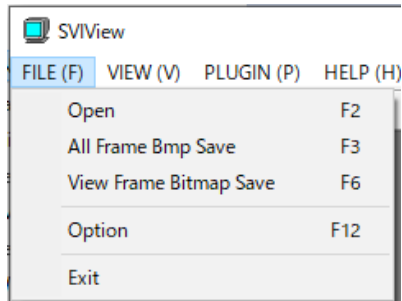 SVIView
FILE (F) VIEW (V) PLUGIN (P) HELP (H)
Open F2
All Frame Bmp Save F3
View Frame Bitmap Save F6
Option F12
Exit